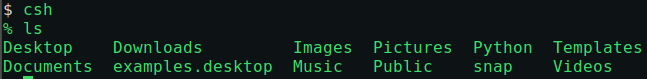 $ csh
% ls
Desktop    Downloads         Images  Pictures  Python  Templates
Documents  examples.desktop  Music   Public    snap    Videos